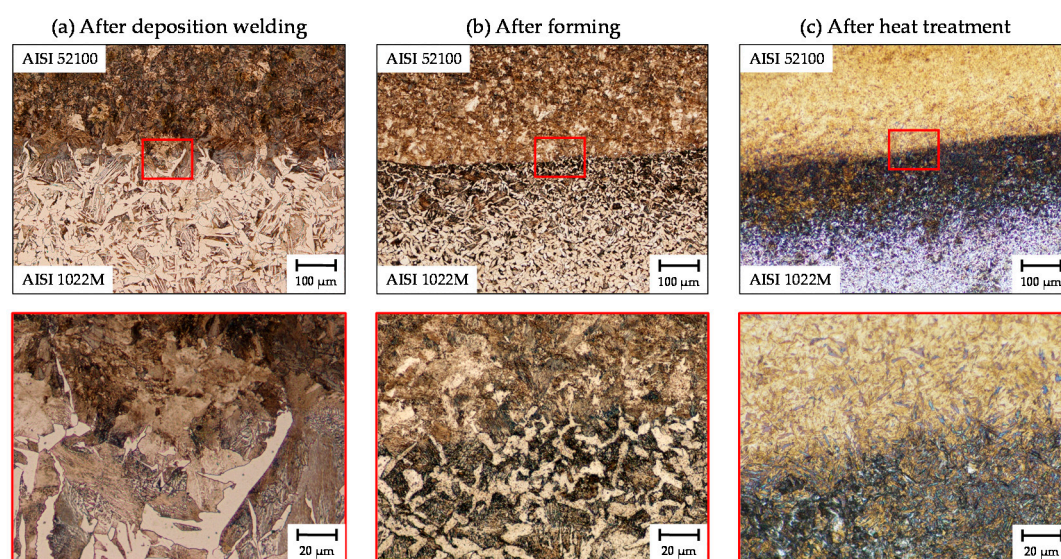 (a) After deposition welding
(b) After forming
(c) After heat treatment
AISI 52100
AISI 52100
AISI 52100
AISI 1022M
100 µm
AISI 1022M
100 µm
AISI 1022M
100 µm
20 µm
20 µm
20 µm